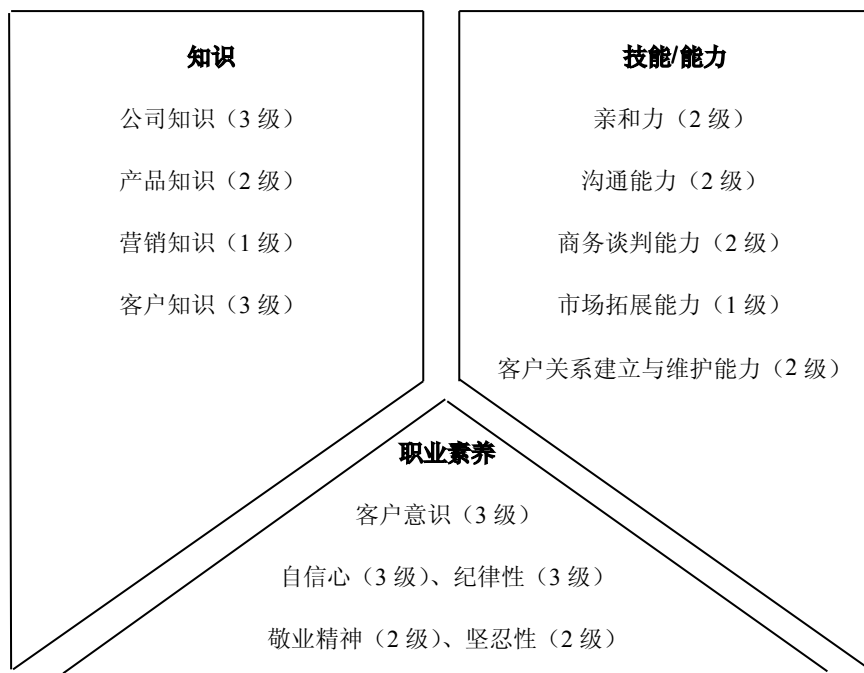 知识
公司知识（3 级）
产品知识（2 级）
营销知识（1 级）
客户知识（3 级）
技能/能力
亲和力（2 级）
沟通能力（2 级）
商务谈判能力（2 级）
市场拓展能力（1 级）
客户关系建立与维护能力（2 级）
职业素养
客户意识（3 级）
自信心（3 级）、纪律性（3 级）
敬业精神（2 级）、坚忍性（2 级）